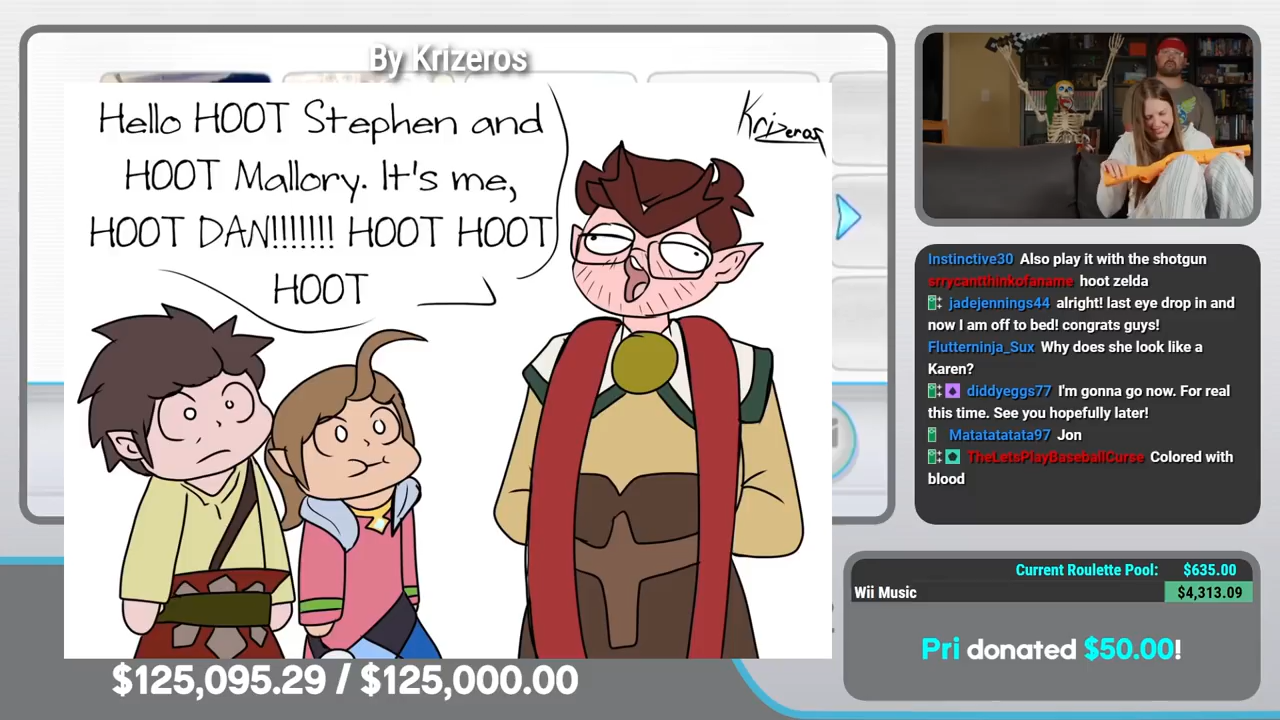 By Krizeros
Hello HOOT Stephen and
HOOT Mallory. It's me,
HOOT DAN!!!!!!! HOOT HOOT
HOOT
Krizeros
Instinctive30 Also play it with the shotgun
srrycantthinkofaname hoot zelda
jadejennings44 alright! last eye drop in and
now I am off to bed! congrats guys!
Flutterninja_Sux Why does she look like a
Karen?
diddyeggs77 I'm gonna go now. For real
this time. See you hopefully later!
Matatatatata97 Jon
TheLetsPlayBaseballCurse Colored with
blood
Current Roulette Pool: $635.00
Wii Music $4,313.09
Pri donated $50.00!
$125,095.29 / $125,000.00